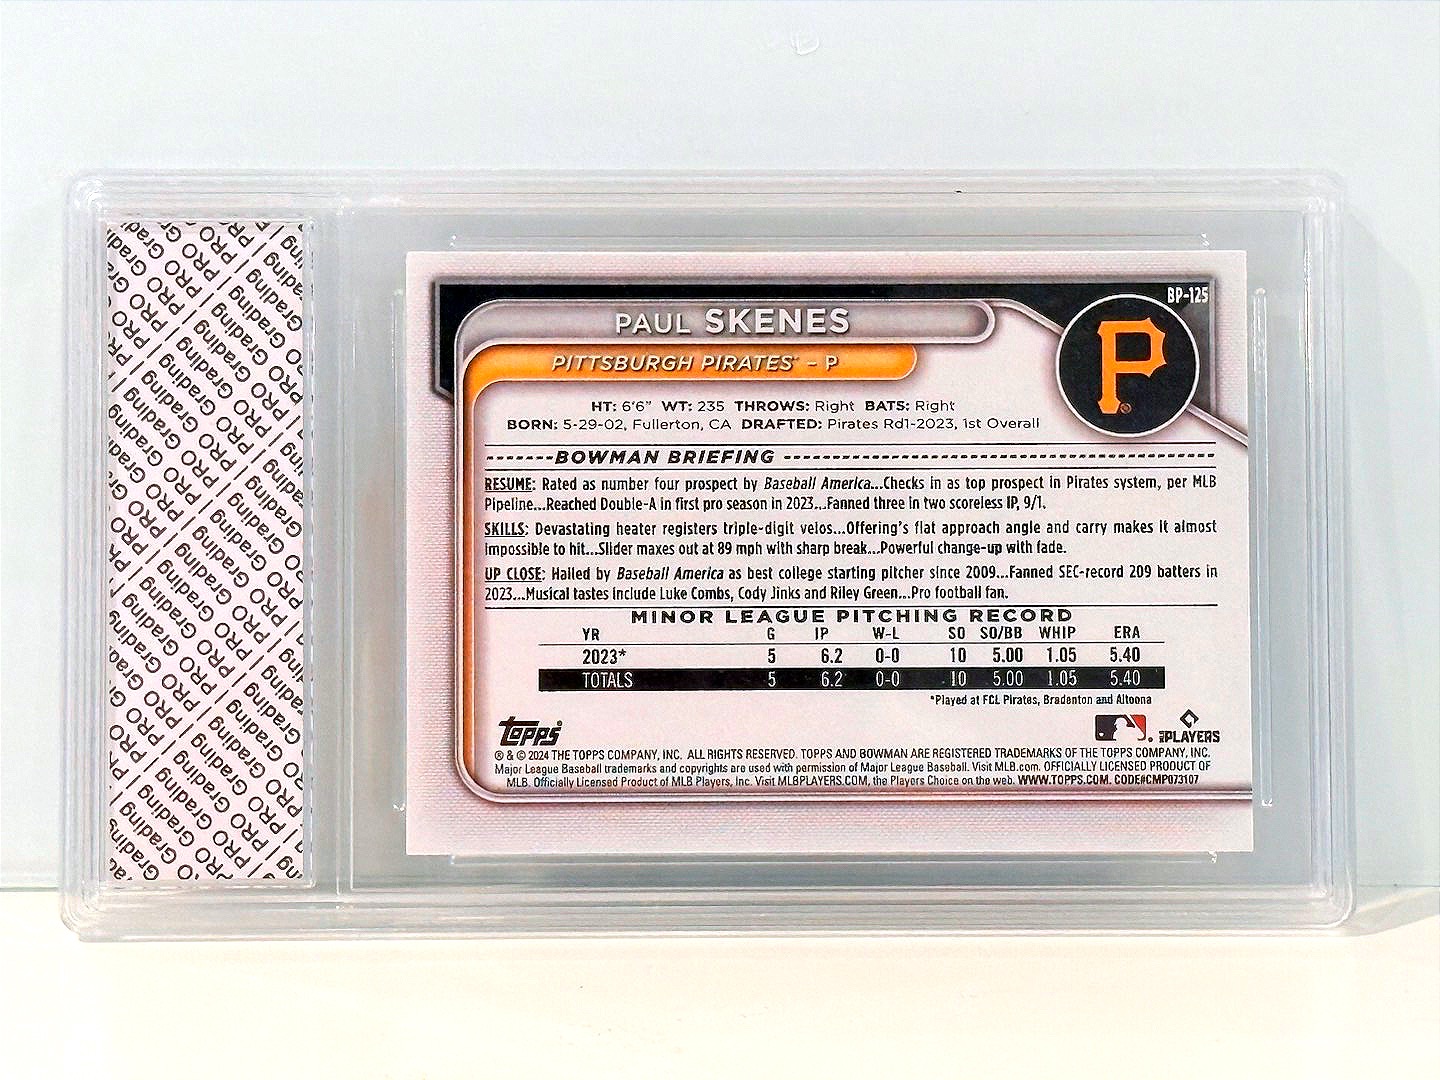 BP-125
PAUL SKENES
PITTSBURGH PIRATES™ – P
P
HT: 6'6" WT: 235 THROWS: Right BATS: Right
BORN: 5-29-02, Fullerton, CA DRAFTED: Pirates Rd1-2023, 1st Overall
BOWMAN BRIEFING
RESUME: Rated as number four prospect by Baseball America...Checks in as top prospect in Pirates system, per MLB
Pipeline...Reached Double-A in first pro season in 2023...Fanned three in two scoreless IP, 9/1.
SKILLS: Devastating heater registers triple-digit velos...Offering's flat approach angle and carry makes it almost
impossible to hit...Slider maxes out at 89 mph with sharp break...Powerful change-up with fade.
UP CLOSE: Hailed by Baseball America as best college starting pitcher since 2009...Fanned SEC-record 209 batters in
2023...Musical tastes include Luke Combs, Cody Jinks and Riley Green...Pro football fan.
MINOR LEAGUE PITCHING RECORD
YR G IP W-L SO SO/BB WHIP ERA
2023* 5 6.2 0-0 10 5.00 1.05 5.40
TOTALS 5 6.2 0-0 10 5.00 1.05 5.40
*Played at FCL Pirates, Bradenton and Altoona
Topps
PLAYERS
® & © 2024 THE TOPPS COMPANY, INC. ALL RIGHTS RESERVED. TOPPS AND BOWMAN ARE REGISTERED TRADEMARKS OF THE TOPPS COMPANY, INC.
Major League Baseball trademarks and copyrights are used with permission of Major League Baseball. Visit MLB.com. OFFICIALLY LICENSED PRODUCT OF
MLB. Officially Licensed Product of MLB Players, Inc. Visit MLBPLAYERS.COM, the Players Choice on the web. WWW.TOPPS.COM. CODE#CMP073107
PRO Grading